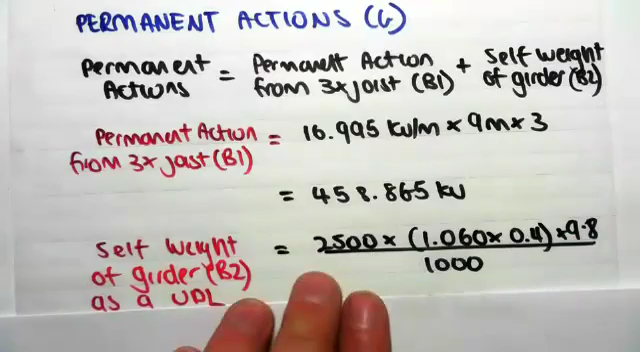 PERMANENT ACTIONS (G)
Permanent Actions = Permanent Action from 3x joist (B1) + Self weight of girder (B2)
Permanent Action from 3x joist (B1) = 16.995 kN/m x 9m x 3
= 458.865 kN
Self weight of girder (B2) as a UDL = 2500 x (1.060 x 0.4) x 9.8
1000